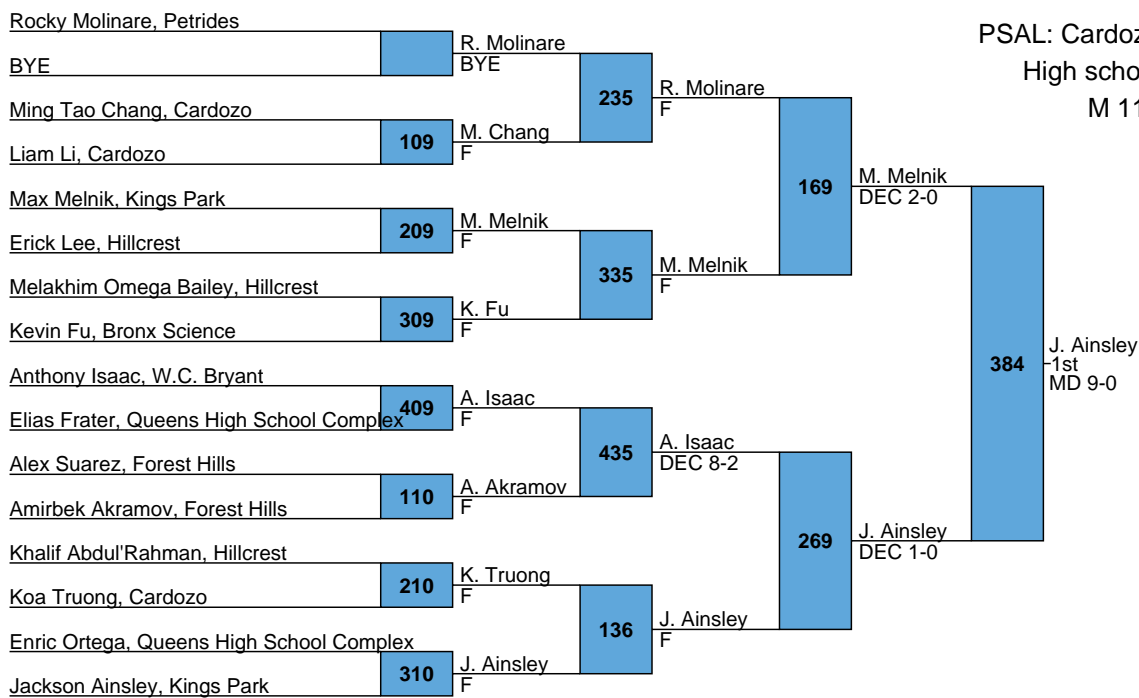 Rocky Molinare, Petrides
BYE
Ming Tao Chang, Cardozo
Liam Li, Cardozo
Max Melnik, Kings Park
Erick Lee, Hillcrest
Melakhim Omega Bailey, Hillcrest
Kevin Fu, Bronx Science
Anthony Isaac, W.C. Bryant
Elias Frater, Queens High School Complex
Alex Suarez, Forest Hills
Amirbek Akramov, Forest Hills
Khalif Abdul'Rahman, Hillcrest
Koa Truong, Cardozo
Enric Ortega, Queens High School Complex
Jackson Ainsley, Kings Park
109
209
309
409
110
210
310
R. Molinare
BYE
M. Chang
F
M. Melnik
F
K. Fu
F
A. Isaac
F
A. Akramov
F
K. Truong
F
J. Ainsley
F
235
335
435
136
R. Molinare
F
M. Melnik
F
A. Isaac
DEC 8-2
J. Ainsley
F
169
269
M. Melnik
DEC 2-0
J. Ainsley
DEC 1-0
384
J. Ainsley
1st
MD 9-0
PSAL: Cardoz
High scho
M 11